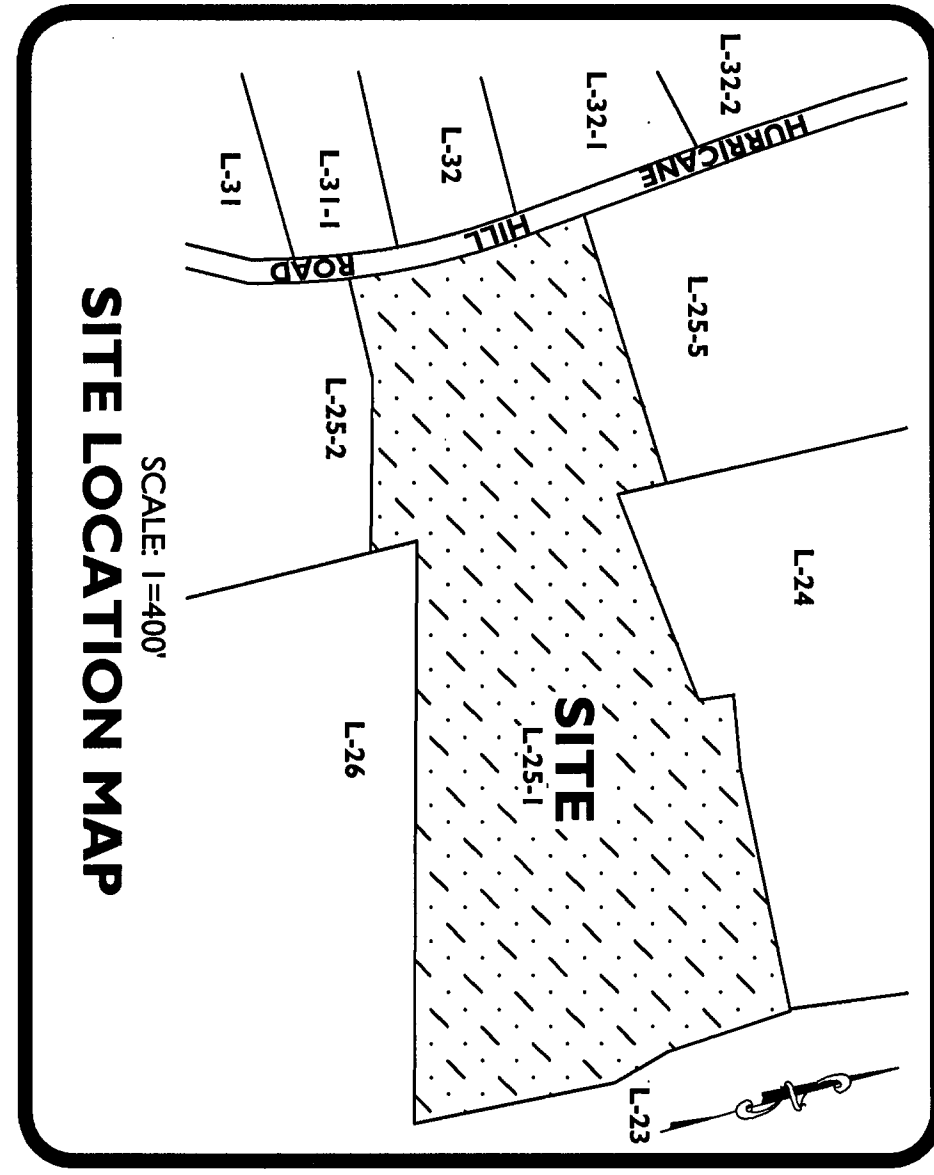 L-32-2
L-24
HURRICANE HILL ROAD
L-25-5
L-23
L-32-1
SITE
L-25-1
L-32
L-26
L-25-2
L-31-1
L-31
SCALE: 1=400'
SITE LOCATION MAP